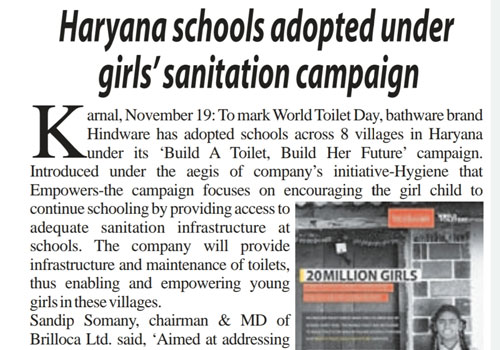 Haryana schools adopted under
girls’ sanitation campaign
Karnal, November 19: To mark World Toilet Day, bathware brand
Hindware has adopted schools across 8 villages in Haryana
under its ‘Build A Toilet, Build Her Future’ campaign.
Introduced under the aegis of company’s initiative-Hygiene that
Empowers-the campaign focuses on encouraging the girl child to
continue schooling by providing access to
adequate sanitation infrastructure at
schools. The company will provide
infrastructure and maintenance of toilets,
thus enabling and empowering young
girls in these villages.
Sandip Somany, chairman & MD of
Brilloca Ltd. said, ‘Aimed at addressing
20 MILLION GIRLS